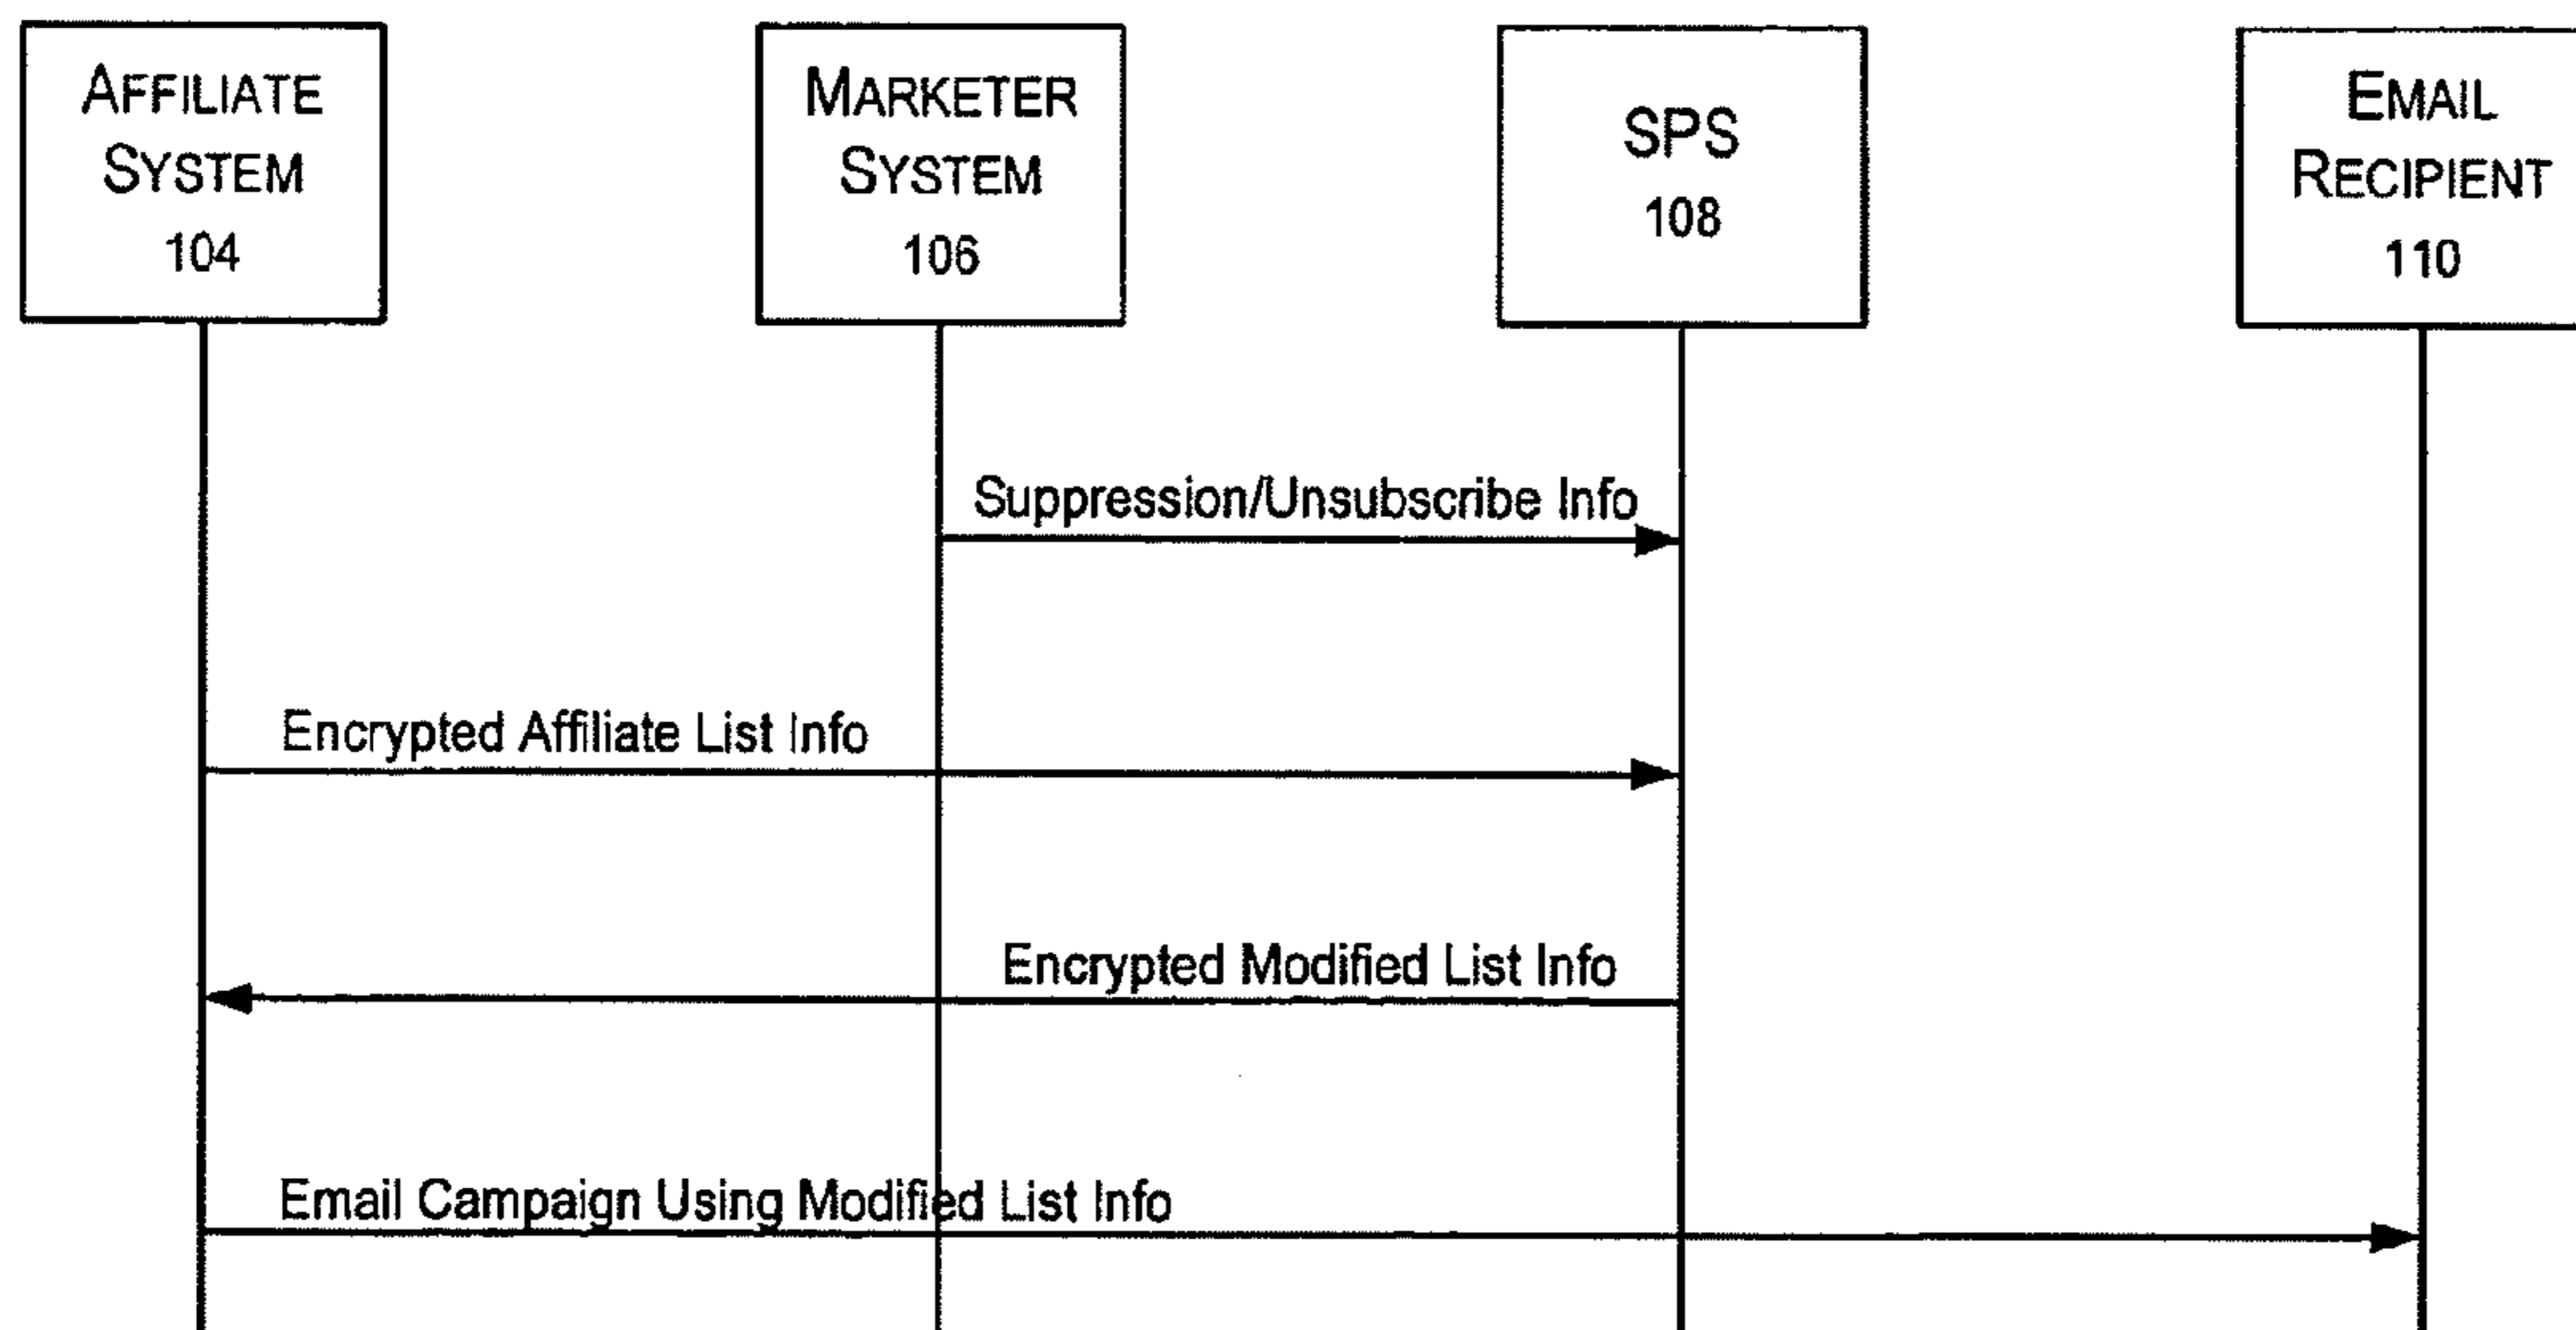 AFFILIATE
SYSTEM
104
MARKETER
SYSTEM
106
SPS
108
EMAIL
RECIPIENT
110
Suppression/Unsubscribe Info
Encrypted Affiliate List Info
Encrypted Modified List Info
Email Campaign Using Modified List Info